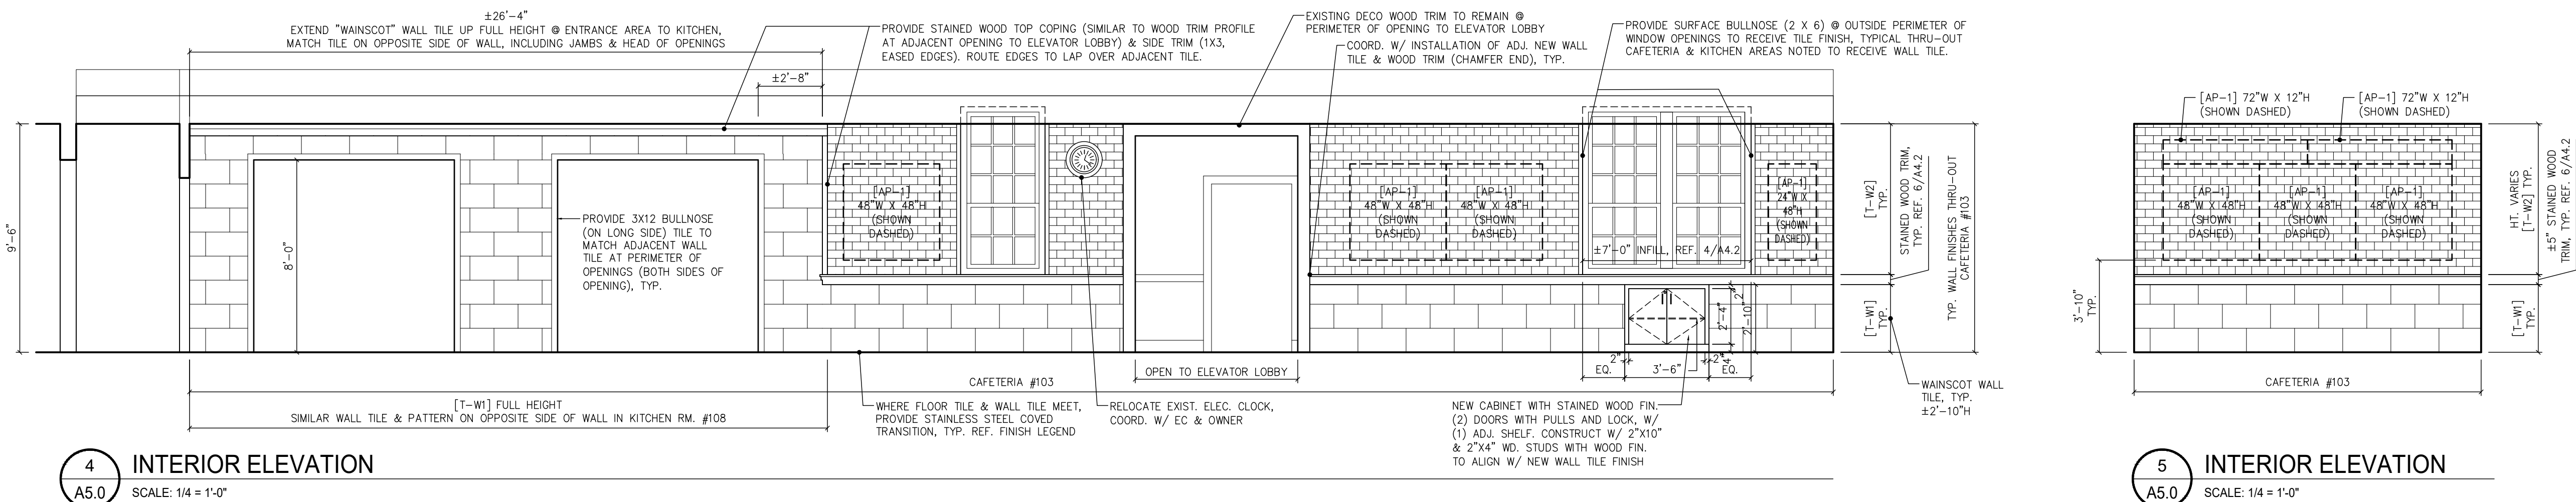 ±26'-4"
EXTEND "WAINSCOT" WALL TILE UP FULL HEIGHT @ ENTRANCE AREA TO KITCHEN,
MATCH TILE ON OPPOSITE SIDE OF WALL, INCLUDING JAMBS & HEAD OF OPENINGS
±2'-8"
PROVIDE STAINED WOOD TOP COPING (SIMILAR TO WOOD TRIM PROFILE
AT ADJACENT OPENING TO ELEVATOR LOBBY) & SIDE TRIM (1X3,
EASED EDGES). ROUTE EDGES TO LAP OVER ADJACENT TILE.
EXISTING DECO WOOD TRIM TO REMAIN @
PERIMETER OF OPENING TO ELEVATOR LOBBY
COORD. W/ INSTALLATION OF ADJ. NEW WALL
TILE & WOOD TRIM (CHAMFER END), TYP.
PROVIDE SURFACE BULLNOSE (2 X 6) @ OUTSIDE PERIMETER OF
WINDOW OPENINGS TO RECEIVE TILE FINISH, TYPICAL THRU-OUT
CAFETERIA & KITCHEN AREAS NOTED TO RECEIVE WALL TILE.
9'-6"
8'-0"
PROVIDE 3X12 BULLNOSE
(ON LONG SIDE) TILE TO
MATCH ADJACENT WALL
TILE AT PERIMETER OF
OPENINGS (BOTH SIDES OF
OPENING), TYP.
[AP-1]
48"W X 48"H
(SHOWN
DASHED)
[AP-1]
48"W X 48"H
(SHOWN
DASHED)
[AP-1]
48"W X 48"H
(SHOWN
DASHED)
±7'-0" INFILL, REF. 4/A4.2
[AP-1]
24"W X
48"H
(SHOWN
DASHED)
[T-W2]
TYP.
STAINED WOOD TRIM,
TYP. REF. 6/A4.2
TYP. WALL FINISHES THRU-OUT
CAFETERIA #103
[T-W1]
TYP.
2"
2'-4"
2'-10"
4"
2"
2"
EQ.
3'-6"
EQ.
OPEN TO ELEVATOR LOBBY
CAFETERIA #103
[T-W1] FULL HEIGHT
SIMILAR WALL TILE & PATTERN ON OPPOSITE SIDE OF WALL IN KITCHEN RM. #108
WHERE FLOOR TILE & WALL TILE MEET,
PROVIDE STAINLESS STEEL COVED
TRANSITION, TYP. REF. FINISH LEGEND
RELOCATE EXIST. ELEC. CLOCK,
COORD. W/ EC & OWNER
NEW CABINET WITH STAINED WOOD FIN.
(2) DOORS WITH PULLS AND LOCK, W/
(1) ADJ. SHELF. CONSTRUCT W/ 2"X10"
& 2"X4" WD. STUDS WITH WOOD FIN.
TO ALIGN W/ NEW WALL TILE FINISH
WAINSCOT WALL
TILE, TYP.
±2'-10"H
4
A5.0
INTERIOR ELEVATION
SCALE: 1/4 = 1'-0"
[AP-1] 72"W X 12"H
(SHOWN DASHED)
[AP-1] 72"W X 12"H
(SHOWN DASHED)
[AP-1]
48"W X 48"H
(SHOWN
DASHED)
[AP-1]
48"W X 48"H
(SHOWN
DASHED)
[AP-1]
48"W X 48"H
(SHOWN
DASHED)
3'-10"
TYP.
HT. VARIES
[T-W2] TYP.
±5" STAINED WOOD
TRIM, TYP. REF. 6/A4.2
[T-W1]
TYP.
CAFETERIA #103
5
A5.0
INTERIOR ELEVATION
SCALE: 1/4 = 1'-0"